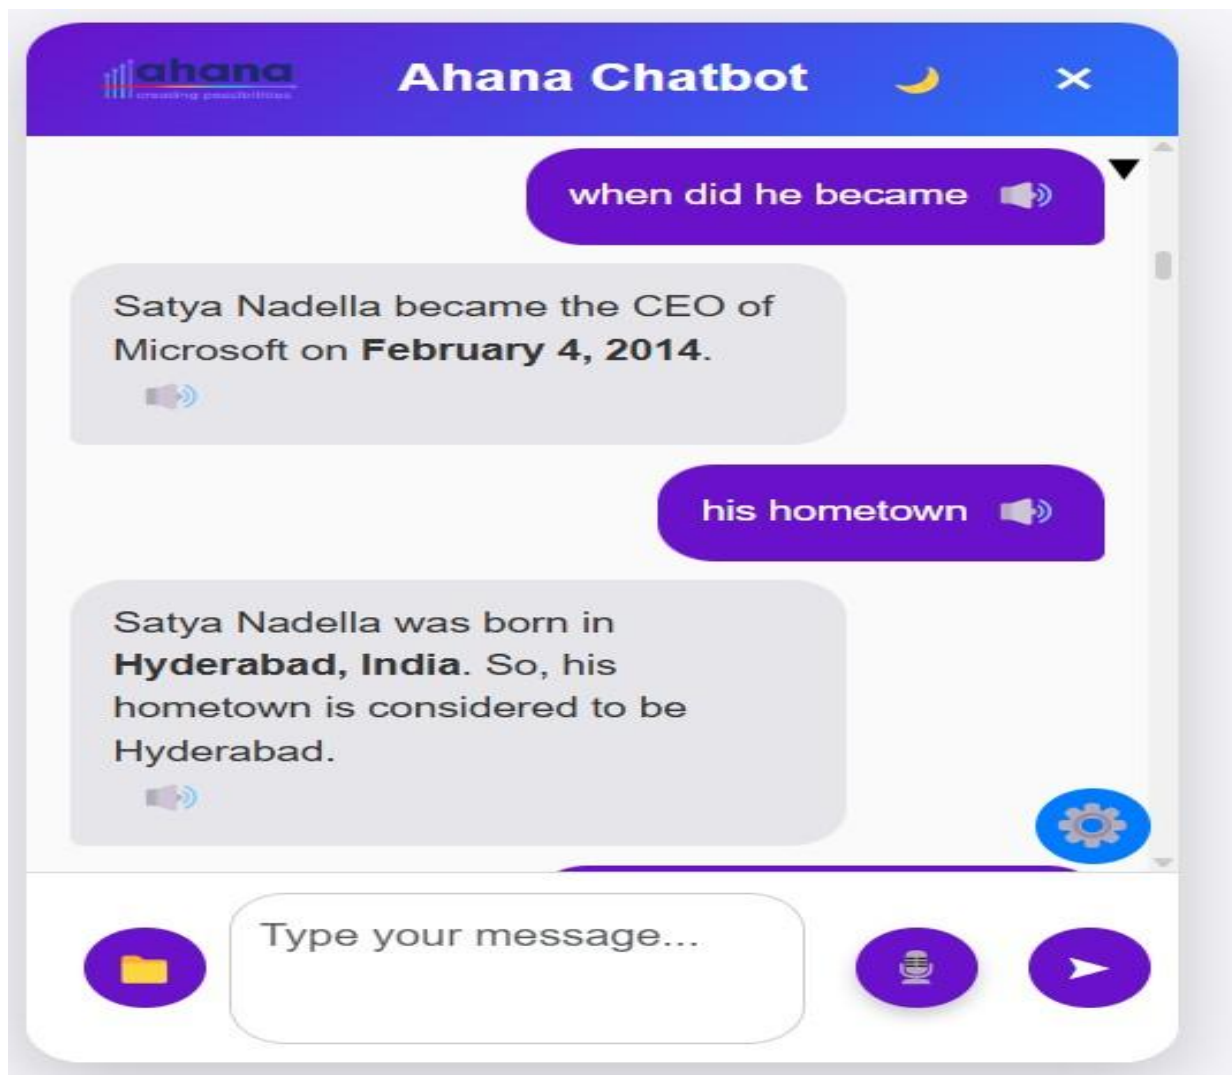 ahana
creating possibilities
Ahana Chatbot
when did he became
Satya Nadella became the CEO of
Microsoft on February 4, 2014.
his hometown
Satya Nadella was born in
Hyderabad, India. So, his
hometown is considered to be
Hyderabad.
Type your message...